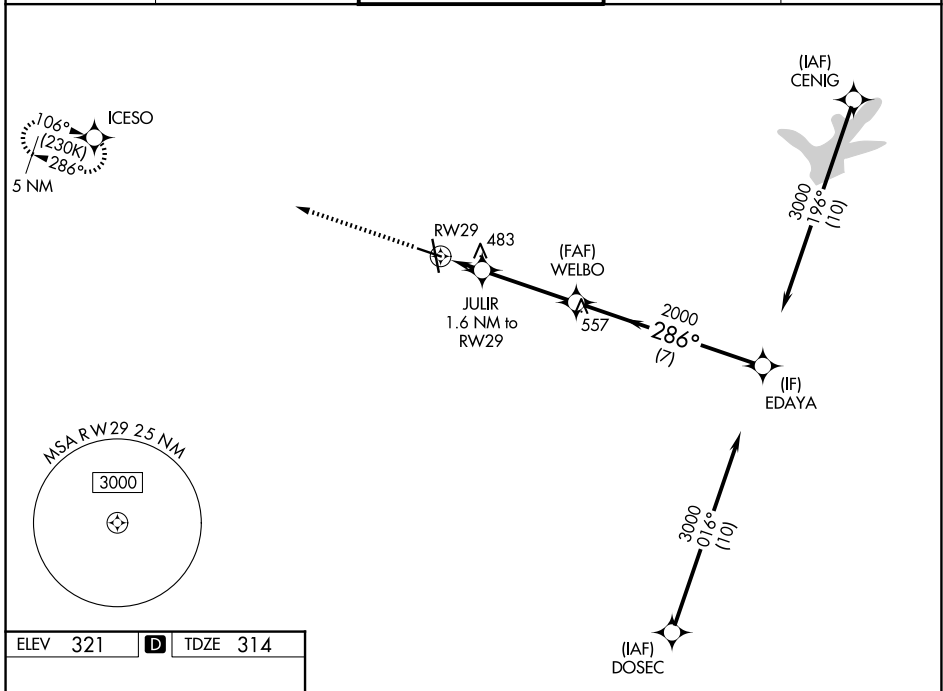 (IAF)
CENIG
ICESO
106°
(230K)
286°
5 NM
3000
196°
(10)
RW29
483
(FAF)
WELBO
JULIR
1.6 NM to
RW29
557
2000
286°
(7)
(IF)
EDAYA
MSA RW29 25 NM
3000
3000
016°
(10)
ELEV 321 D TDZE 314
(IAF)
DOSEC